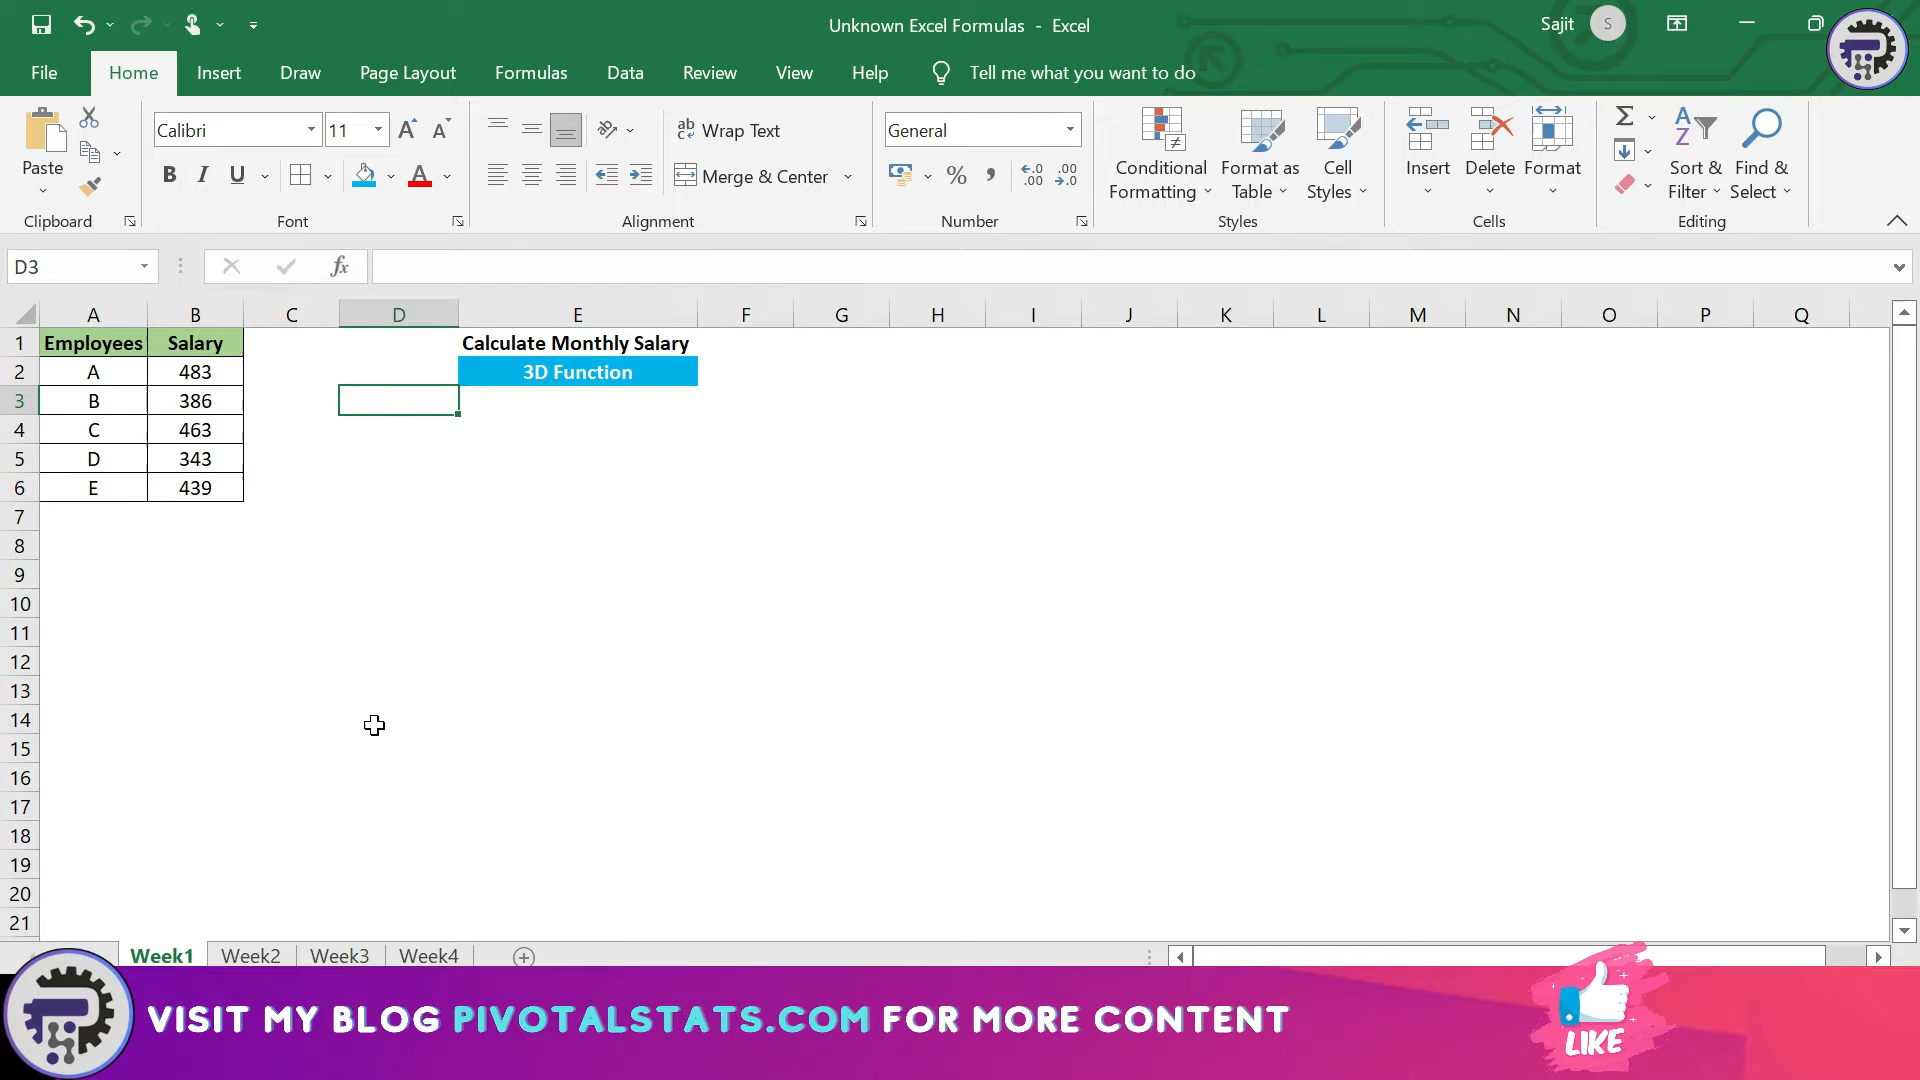 Unknown Excel Formulas - Excel
Sajit S
File Home Insert Draw Page Layout Formulas Data Review View Help Tell me what you want to do
Paste
Clipboard
Calibri 11
B I U A
Font
ab Wrap Text
Merge & Center
Alignment
General
% ,
Number
Conditional Formatting
Format as Table
Cell Styles
Styles
Insert
Delete
Format
Cells
Sort & Filter
Find & Select
Editing
D3 fx
A B C D E F G H I J K L M N O P Q
1 Employees Salary Calculate Monthly Salary
2 A 483 3D Function
3 B 386
4 C 463
5 D 343
6 E 439
7
8
9
10
11
12
13
14
15
16
17
18
19
20
21
Week1 Week2 Week3 Week4
VISIT MY BLOG PIVOTALSTATS.COM FOR MORE CONTENT
LIKE